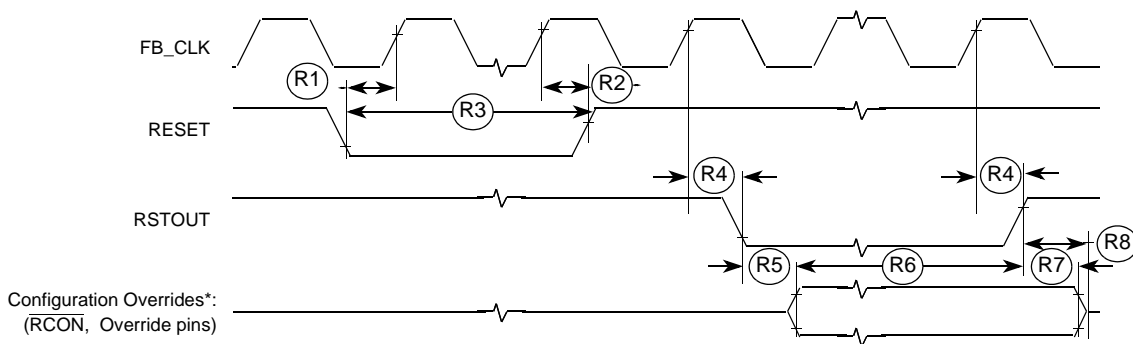 FB_CLK
R1
R2
R3
RESET
R4
R4
RSTOUT
R8
R5
R6
R7
Configuration Overrides*:
(RCON, Override pins)